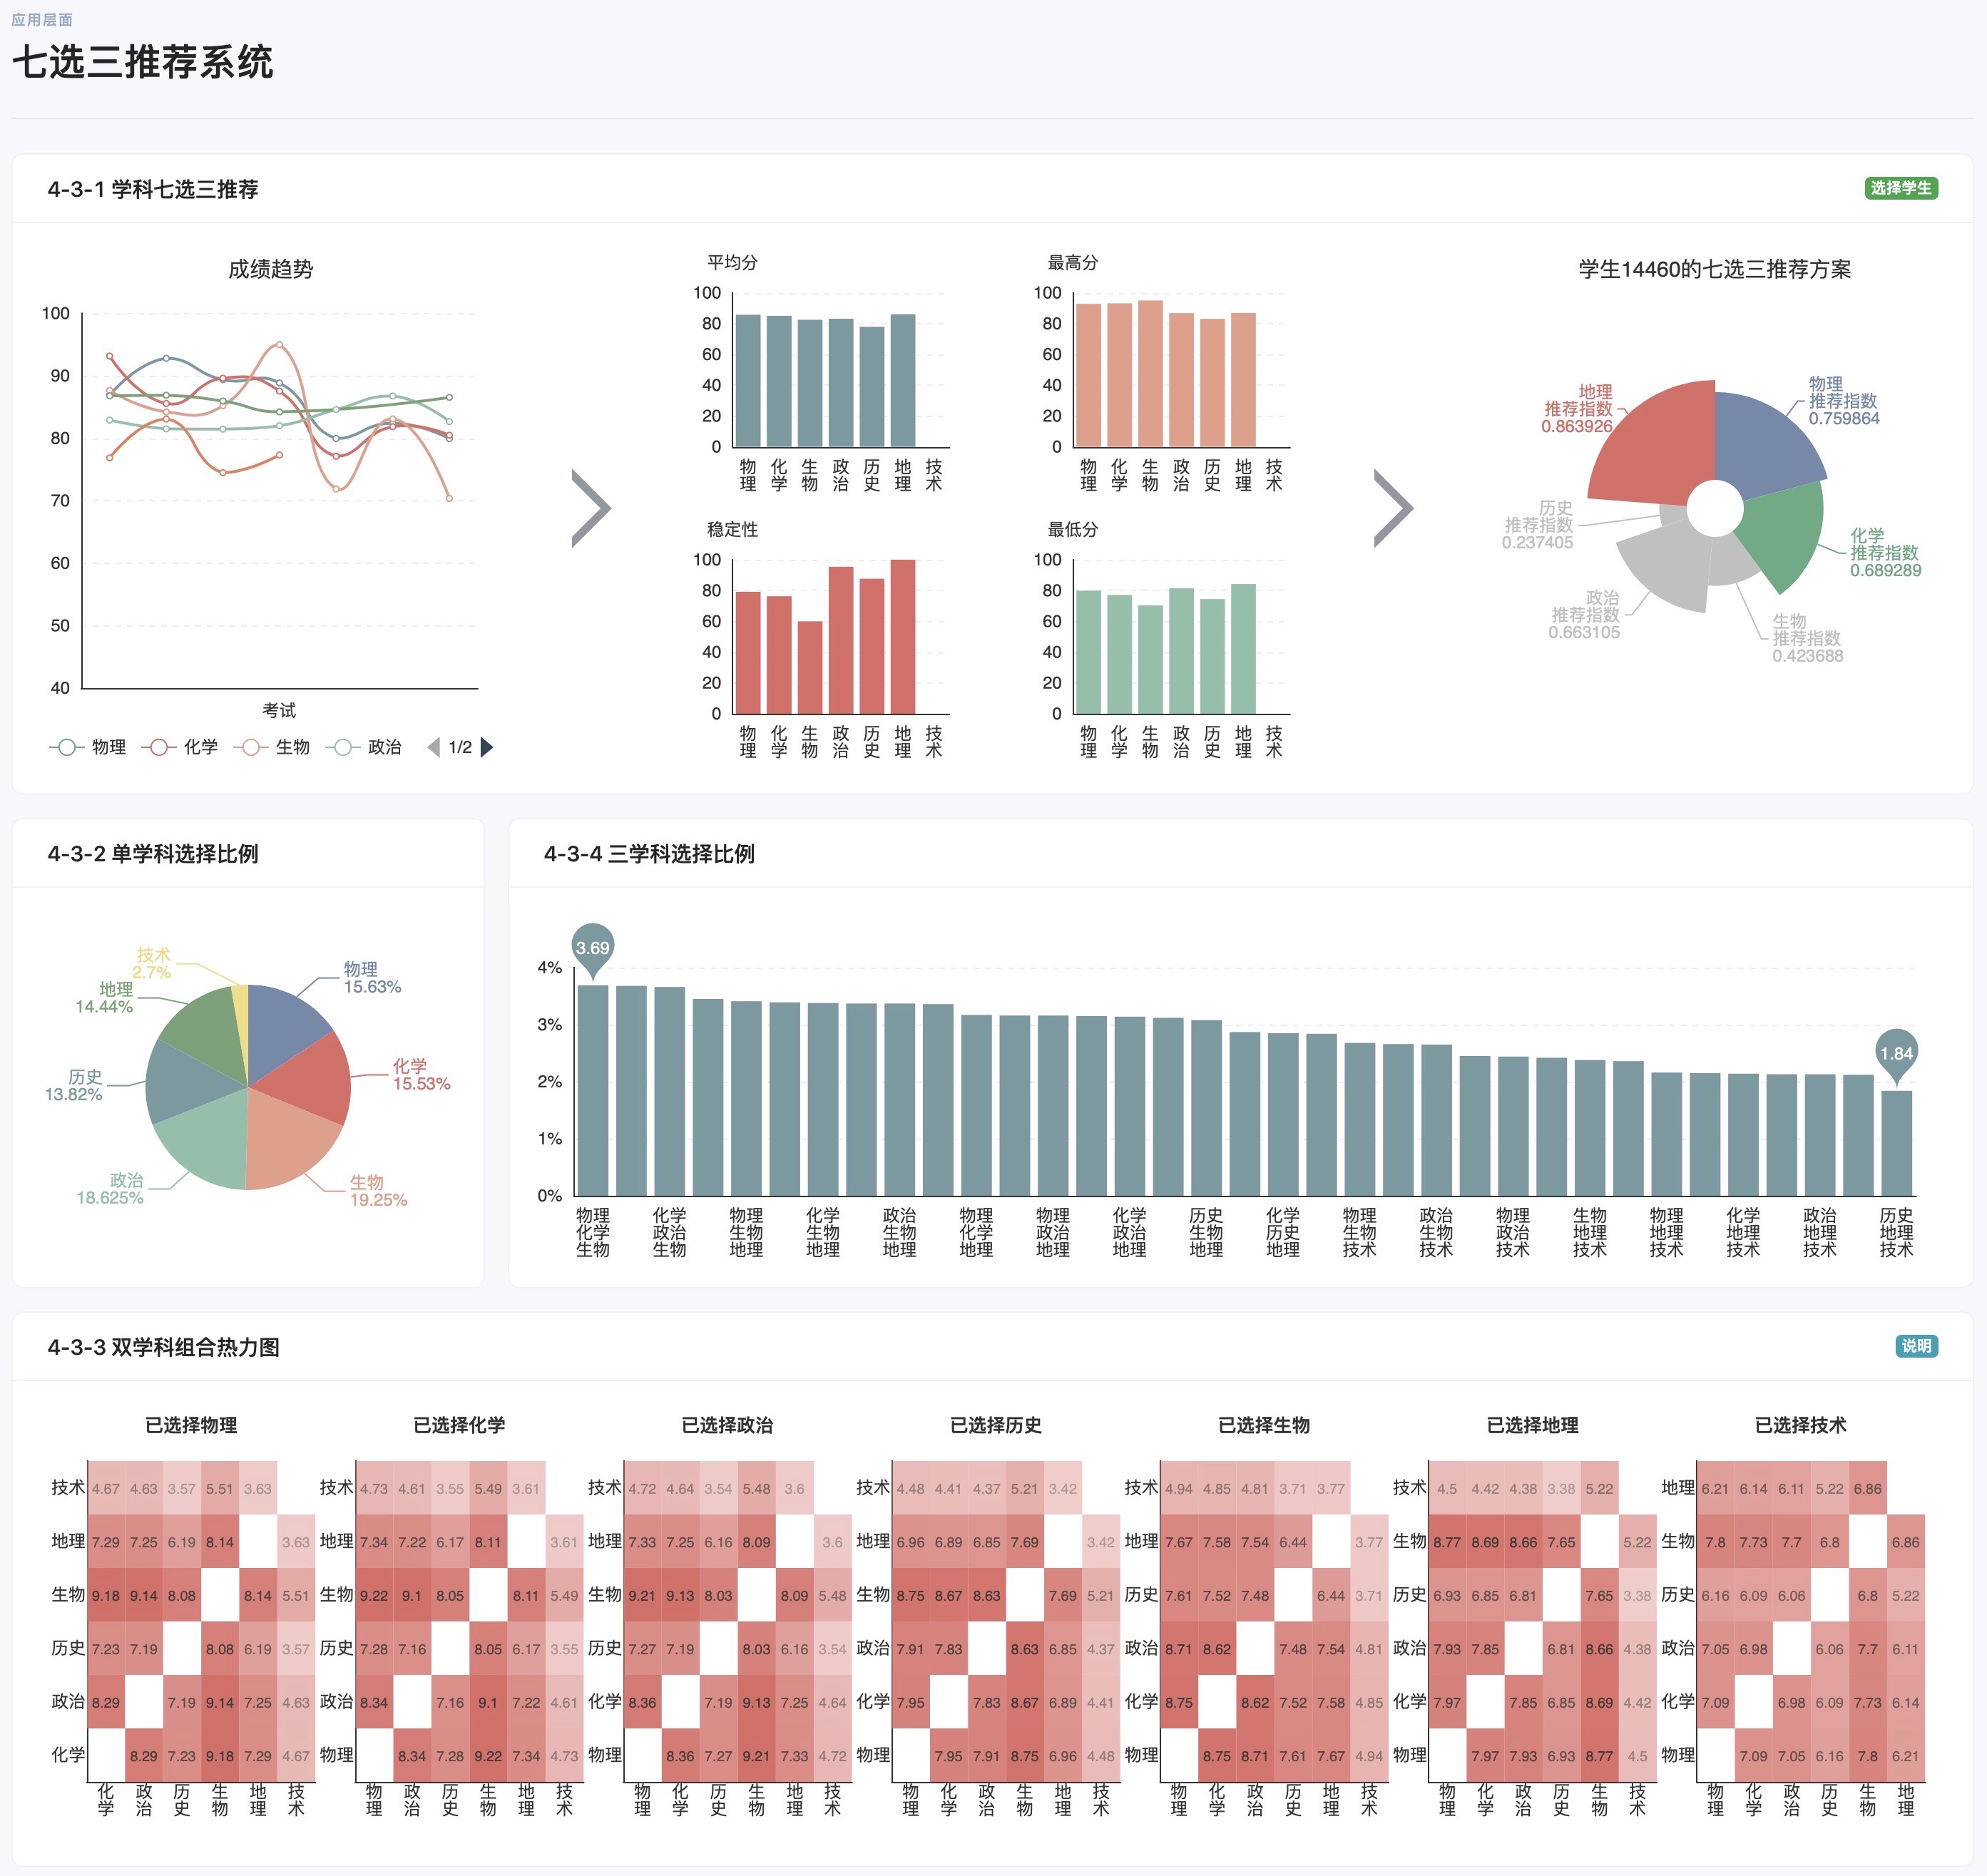 应用层面
七选三推荐系统
4-3-1 学科七选三推荐
选择学生
成绩趋势
100
90
80
70
60
50
40
考试
物理 化学 生物 政治 1/2
平均分
100
80
60
40
20
0
物理 化学 生物 政治 历史 地理 技术
最高分
100
80
60
40
20
0
物理 化学 生物 政治 历史 地理 技术
稳定性
100
80
60
40
20
0
物理 化学 生物 政治 历史 地理 技术
最低分
100
80
60
40
20
0
物理 化学 生物 政治 历史 地理 技术
学生14460的七选三推荐方案
物理
推荐指数
0.759864
化学
推荐指数
0.689289
生物
推荐指数
0.423688
政治
推荐指数
0.663105
历史
推荐指数
0.237405
地理
推荐指数
0.863926
4-3-2 单学科选择比例
技术
2.7%
物理
15.63%
地理
14.44%
化学
15.53%
历史
13.82%
政治
18.625%
生物
19.25%
4-3-4 三学科选择比例
3.69
1.84
4%
3%
2%
1%
0%
物理 化学 物理 化学 政治 物理 物理 化学 历史 化学 物理 政治 物理 生物 物理 化学 政治 历史
化学 政治 生物 生物 生物 化学 政治 政治 生物 历史 生物 生物 政治 地理 地理 地理 地理 地理
生物 生物 地理 地理 地理 地理 地理 地理 地理 地理 技术 技术 技术 技术 技术 技术 技术 技术
4-3-3 双学科组合热力图
说明
已选择物理
技术 4.67 4.63 3.57 5.51 3.63
地理 7.29 7.25 6.19 8.14 3.63
生物 9.18 9.14 8.08 8.14 5.51
历史 7.23 7.19 8.08 6.19 3.57
政治 8.29 7.19 9.14 7.25 4.63
化学 8.29 7.23 9.18 7.29 4.67
化学 政治 历史 生物 地理 技术
已选择化学
技术 4.73 4.61 3.55 5.49 3.61
地理 7.34 7.22 6.17 8.11 3.61
生物 9.22 9.1 8.05 8.11 5.49
历史 7.28 7.16 8.05 6.17 3.55
政治 8.34 7.16 9.1 7.22 4.61
物理 8.34 7.28 9.22 7.34 4.73
物理 政治 历史 生物 地理 技术
已选择政治
技术 4.72 4.64 3.54 5.48 3.6
地理 7.33 7.25 6.16 8.09 3.6
生物 9.21 9.13 8.03 8.09 5.48
历史 7.27 7.19 8.03 6.16 3.54
化学 8.36 7.19 9.13 7.25 4.64
物理 8.36 7.27 9.21 7.33 4.72
物理 化学 历史 生物 地理 技术
已选择历史
技术 4.48 4.41 4.37 5.21 3.42
地理 6.96 6.89 6.85 7.69 3.42
生物 8.75 8.67 8.63 7.69 5.21
政治 7.91 7.83 8.63 6.85 4.37
化学 7.95 7.83 8.67 6.89 4.41
物理 7.95 7.91 8.75 6.96 4.48
物理 化学 政治 生物 地理 技术
已选择生物
技术 4.94 4.85 4.81 3.71 3.77
地理 7.67 7.58 7.54 6.44 3.77
历史 7.61 7.52 7.48 6.44 3.71
政治 8.71 8.62 7.48 7.54 4.81
化学 8.75 8.62 7.52 7.58 4.85
物理 8.75 8.71 7.61 7.67 4.94
物理 化学 政治 历史 地理 技术
已选择地理
技术 4.5 4.42 4.38 3.38 5.22
生物 8.77 8.69 8.66 7.65 5.22
历史 6.93 6.85 6.81 7.65 3.38
政治 7.93 7.85 6.81 8.66 4.38
化学 7.97 7.85 6.85 8.69 4.42
物理 7.97 7.93 6.93 8.77 4.5
物理 化学 政治 历史 生物 技术
已选择技术
地理 6.21 6.14 6.11 5.22 6.86
生物 7.8 7.73 7.7 6.8 6.86
历史 6.16 6.09 6.06 6.8 5.22
政治 7.05 6.98 6.06 7.7 6.11
化学 7.09 6.98 6.09 7.73 6.14
物理 7.09 7.05 6.16 7.8 6.21
物理 化学 政治 历史 生物 地理